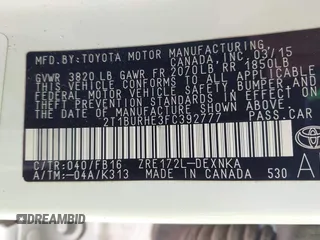 MFD.BY:TOYOTA MOTOR MANUFACTURING
CANADA, INC. 03/15
GVWR 3820LB GAWR FR 2070LB RR 1850LB
THIS VEHICLE CONFORMS TO ALL APPLICABLE
FEDERAL MOTOR VEHICLE SAFETY, BUMPER, AND
THEFT PREVENTION STANDARDS IN EFFECT ON
THE DATE OF MANUFACTURE SHOWN ABOVE.
2T1BURHE3FC392777 PASS.CAR
C/TR:040/FB16 ZRE172L-DEXNKA
A/TM:-04A/K313 MADE IN CANADA 530 A
TOYOTA
DREAMBID